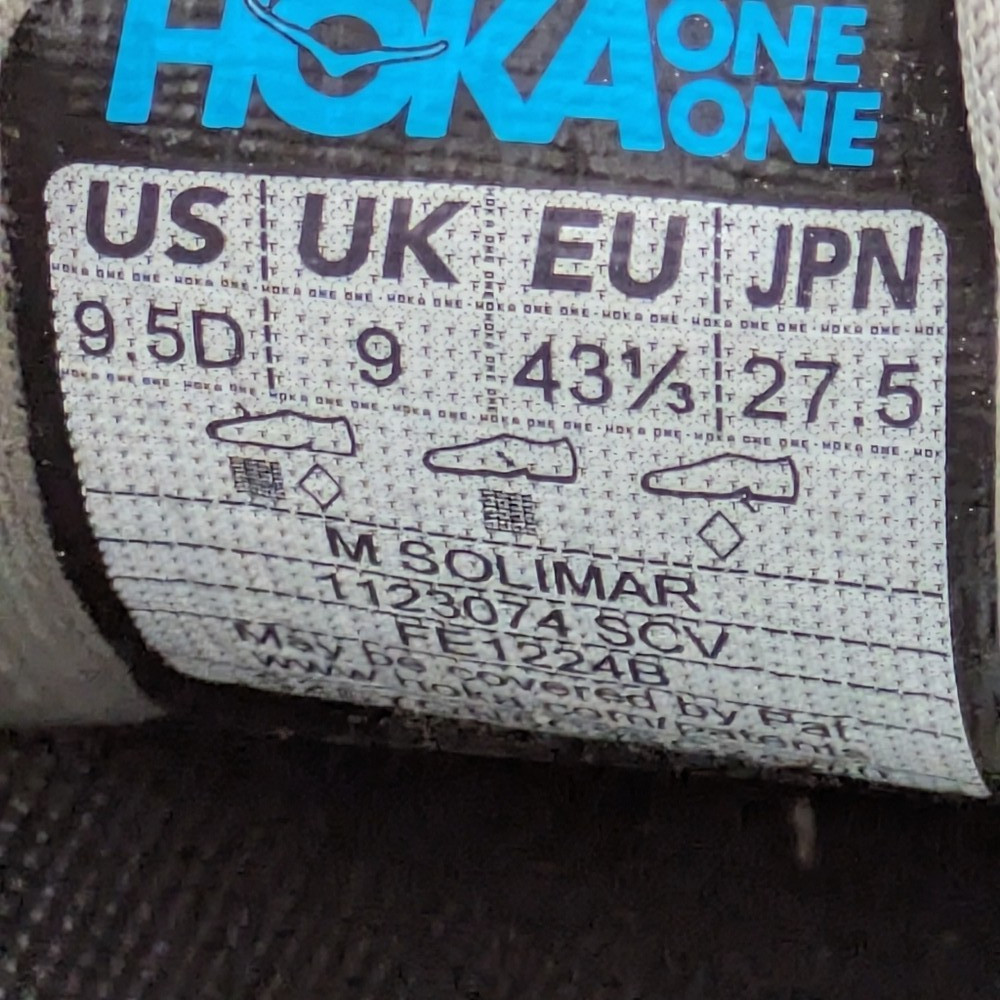 HOKA ONE ONE
US UK EU JPN
9.5D 9 43⅓ 27.5
M SOLIMAR
1123074 SCV
FE1224B
May be covered by Pat.
www.Hoka.com/patents